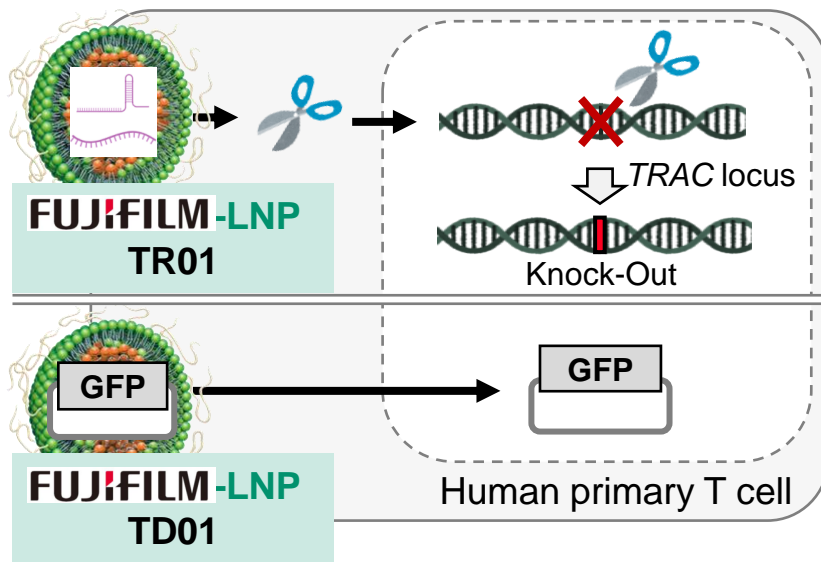 FUJIFILM-LNP
TR01
TRAC locus
Knock-Out
GFP
GFP
FUJIFILM-LNP
TD01
Human primary T cell